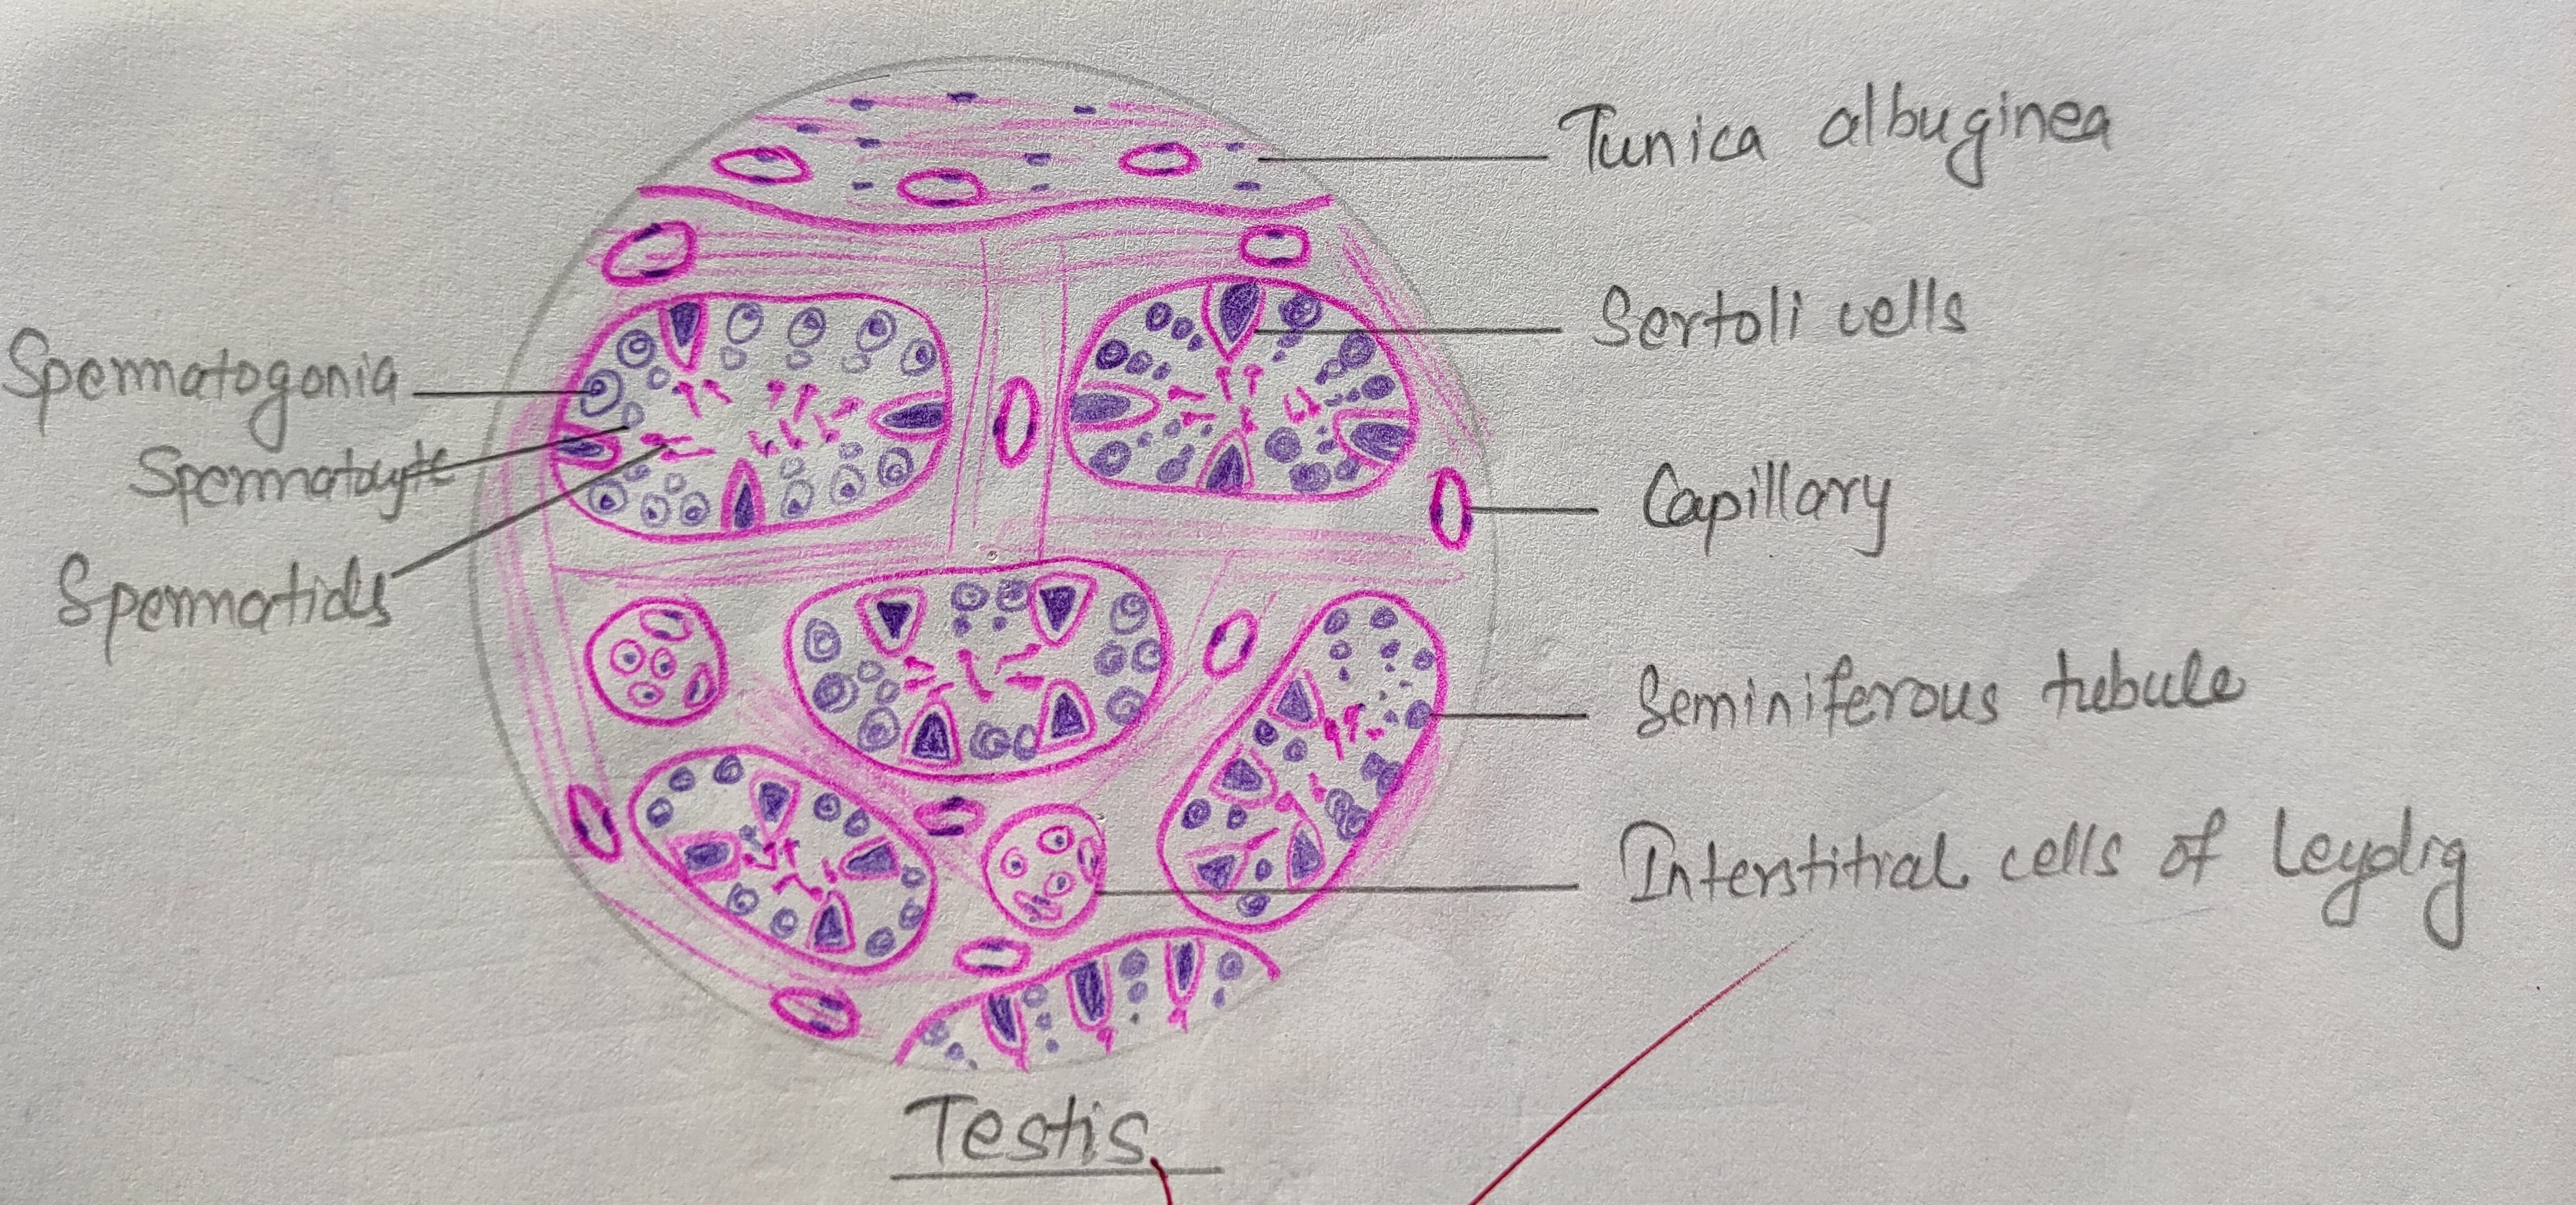 Tunica albuginea
Sertoli cells
Spermatogonia
Spermatocyte
Capillary
Spermatids
Seminiferous tubule
Interstitial cells of Leydig
Testis